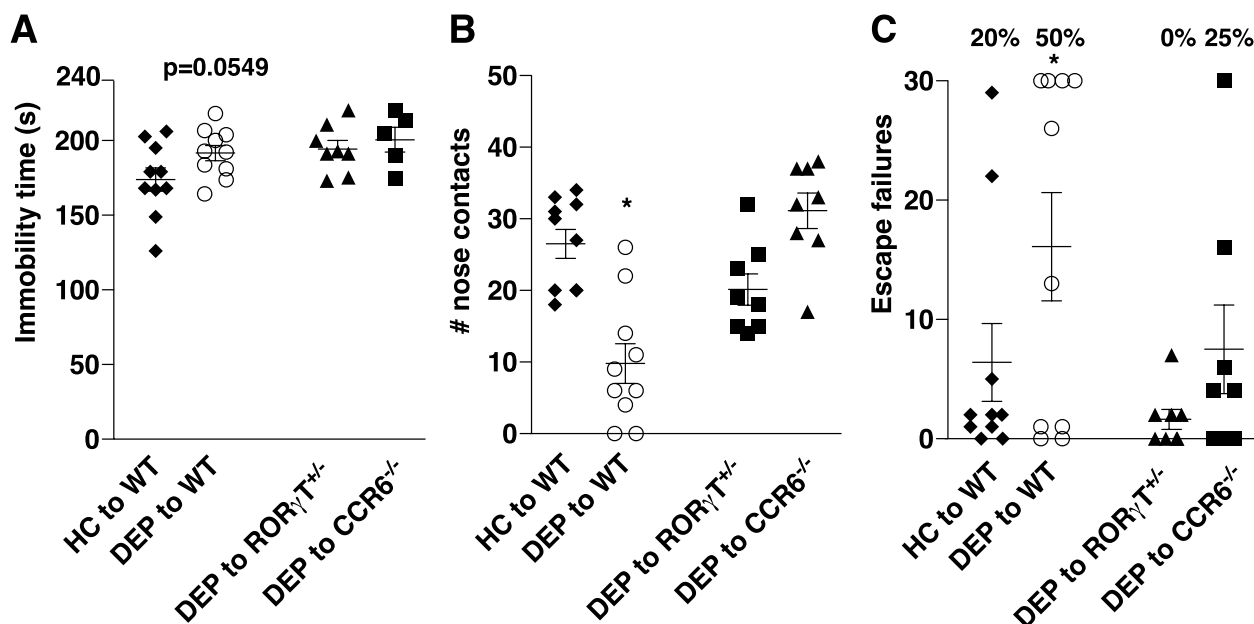 A
p=0.0549
Immobility time (s)
240
200
150
100
50
0
HC to WT
DEP to WT
DEP to RORγT+/-
DEP to CCR6-/-
B
# nose contacts
50
40
30
20
10
0
*
HC to WT
DEP to WT
DEP to RORγT+/-
DEP to CCR6-/-
C
20% 50% 0% 25%
*
Escape failures
30
20
10
0
HC to WT
DEP to WT
DEP to RORγT+/-
DEP to CCR6-/-